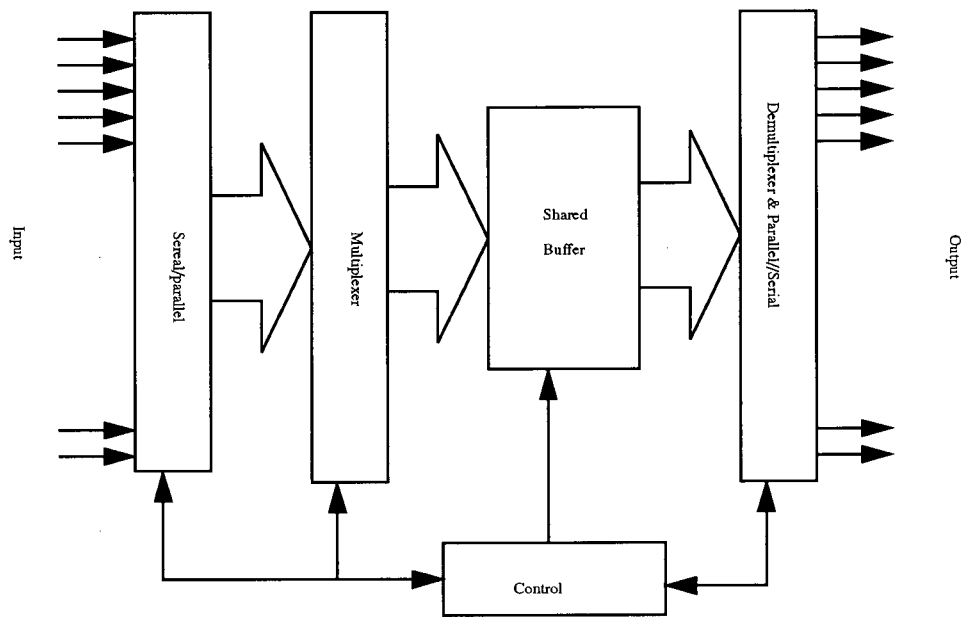 Input
Sereal/parallel
Multiplexer
Shared
Buffer
Demultiplexer & Parallel//Serial
Output
Control